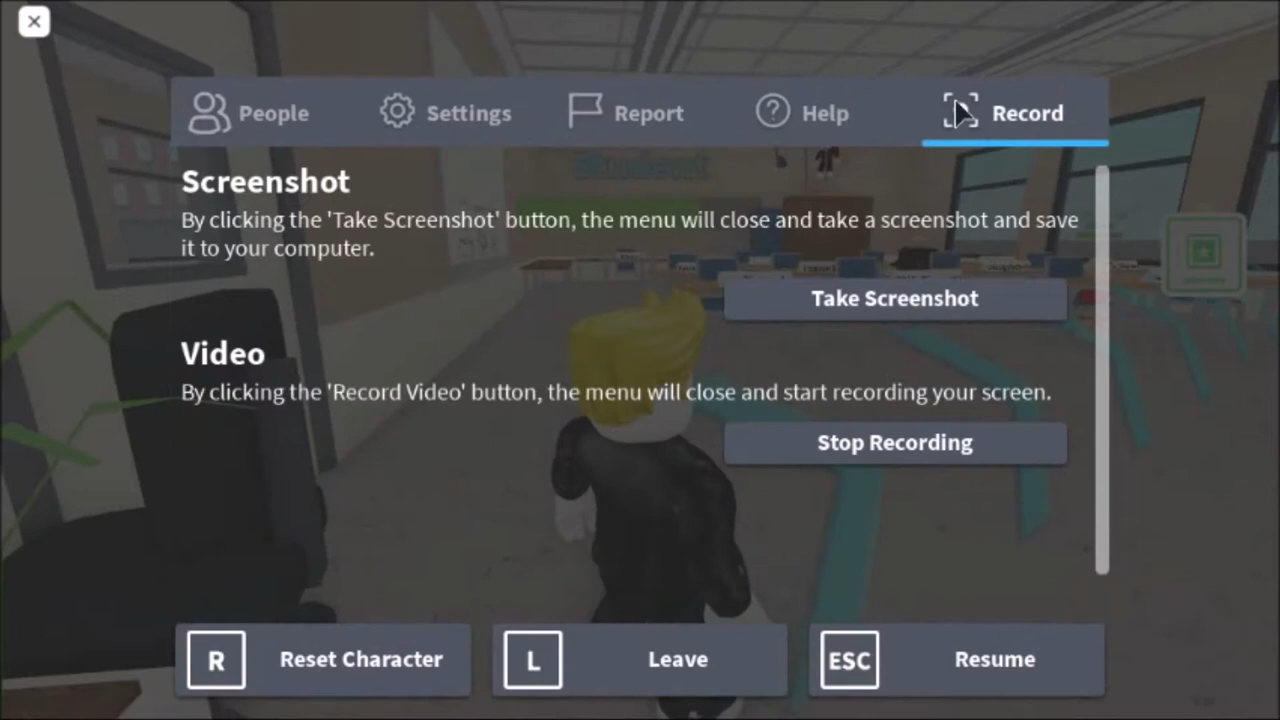 People
Settings
Report
Help
Record
Screenshot
By clicking the 'Take Screenshot' button, the menu will close and take a screenshot and save
it to your computer.
Take Screenshot
Video
By clicking the 'Record Video' button, the menu will close and start recording your screen.
Stop Recording
R
Reset Character
L
Leave
ESC
Resume